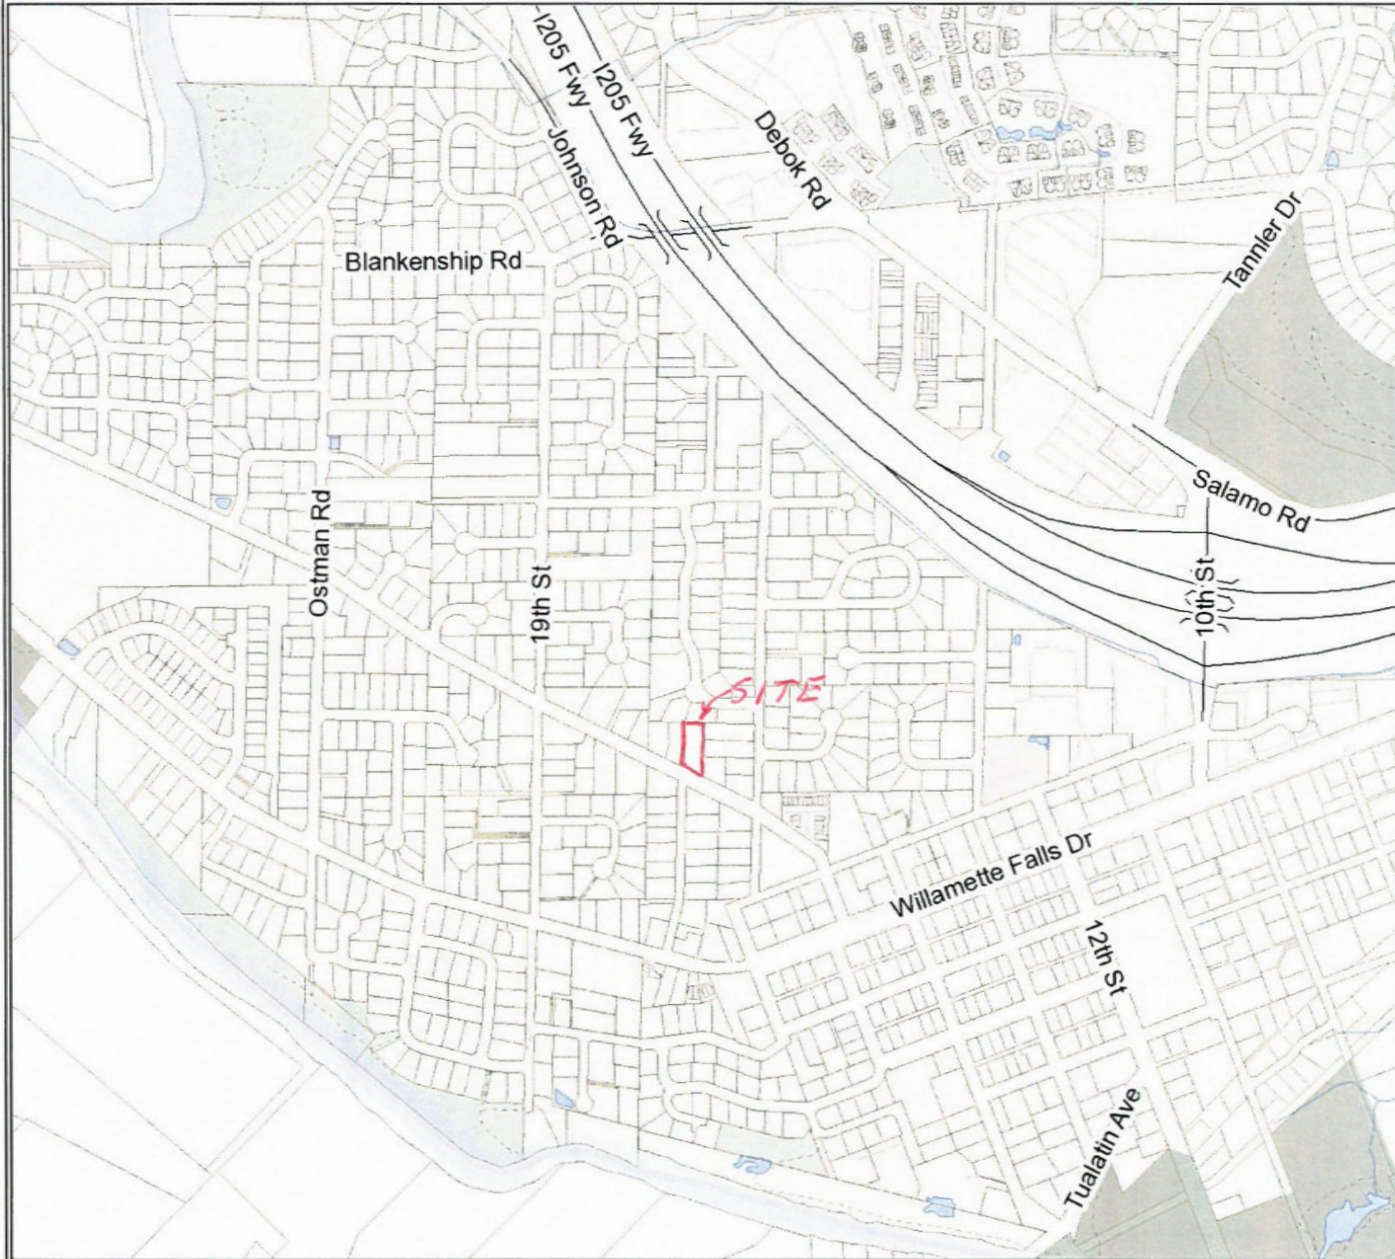 I205 Fwy
I205 Fwy
Johnson Rd
Debok Rd
Blankenship Rd
Tannler Dr
Salamo Rd
Ostman Rd
19th St
10th St
SITE
Willamette Falls Dr
12th St
Tualatin Ave